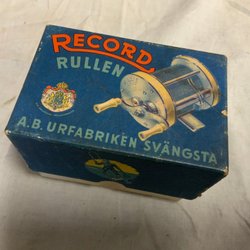 RECORD
RULLEN
A.B. URFABRIKEN SVÄNGSTA